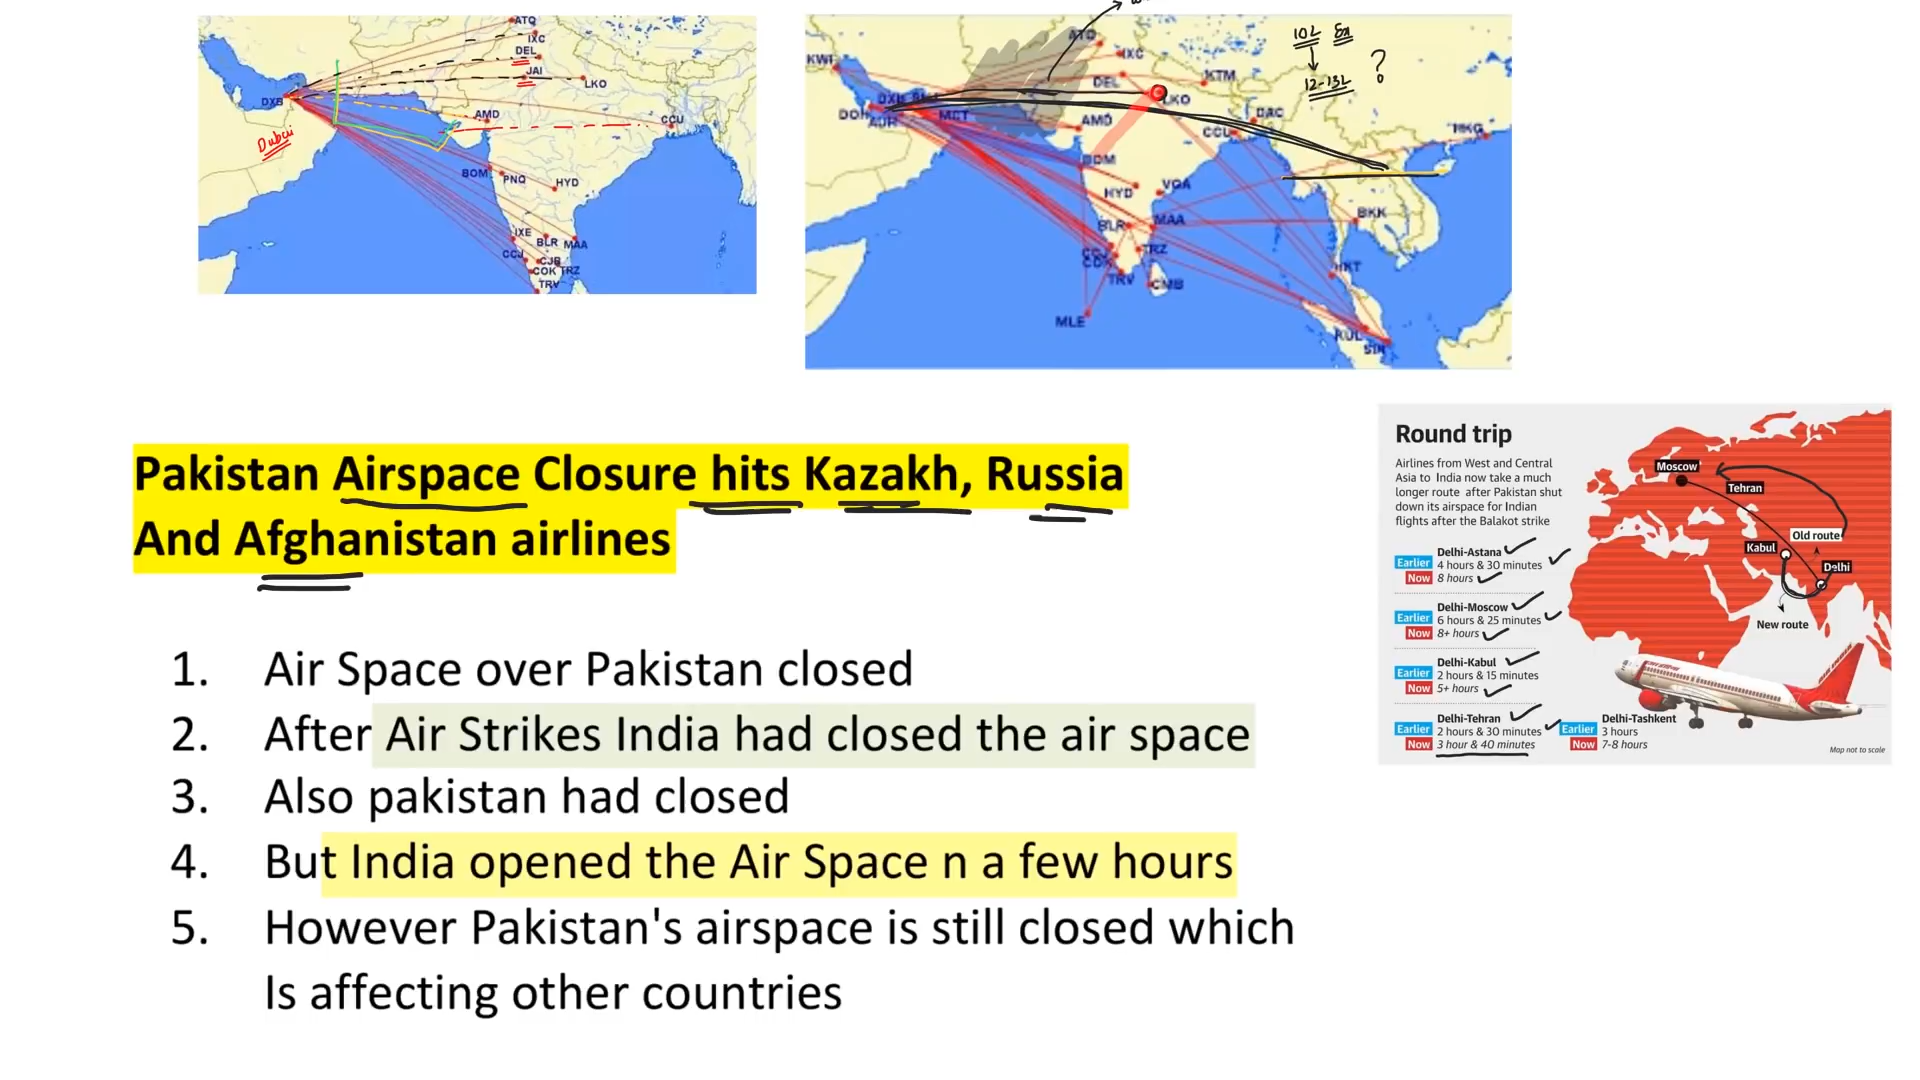 ATQ
IXC
DEL
JAI
LKO
DXB
AMD
CCU
Dubai
BOM
PNQ
HYD
IXE
BLR
MAA
CCJ
CJB
COK
TRZ
TRV
KWI
ATQ
IXC
DEL
KTM
LKO
DXB
DOH
AUH
MCT
AMD
CCU
DAC
HKG
BOM
HYD
VGA
BLR
MAA
BKK
CCJ
COK
TRZ
TRV
CMB
HKT
MLE
KUL
SIN
10L
12-13L
?
Pakistan Airspace Closure hits Kazakh, Russia
And Afghanistan airlines
1. Air Space over Pakistan closed
2. After Air Strikes India had closed the air space
3. Also pakistan had closed
4. But India opened the Air Space n a few hours
5. However Pakistan's airspace is still closed which
Is affecting other countries
Round trip
Airlines from West and Central
Asia to India now take a much
longer route after Pakistan shut
down its airspace for Indian
flights after the Balakot strike
Delhi-Astana
Earlier 4 hours & 30 minutes
Now 8 hours
Delhi-Moscow
Earlier 6 hours & 25 minutes
Now 8+ hours
Delhi-Kabul
Earlier 2 hours & 15 minutes
Now 5+ hours
Delhi-Tehran
Earlier 2 hours & 30 minutes
Now 3 hour & 40 minutes
Delhi-Tashkent
Earlier 3 hours
Now 7-8 hours
Moscow
Tehran
Old route
Kabul
Delhi
New route
Map not to scale